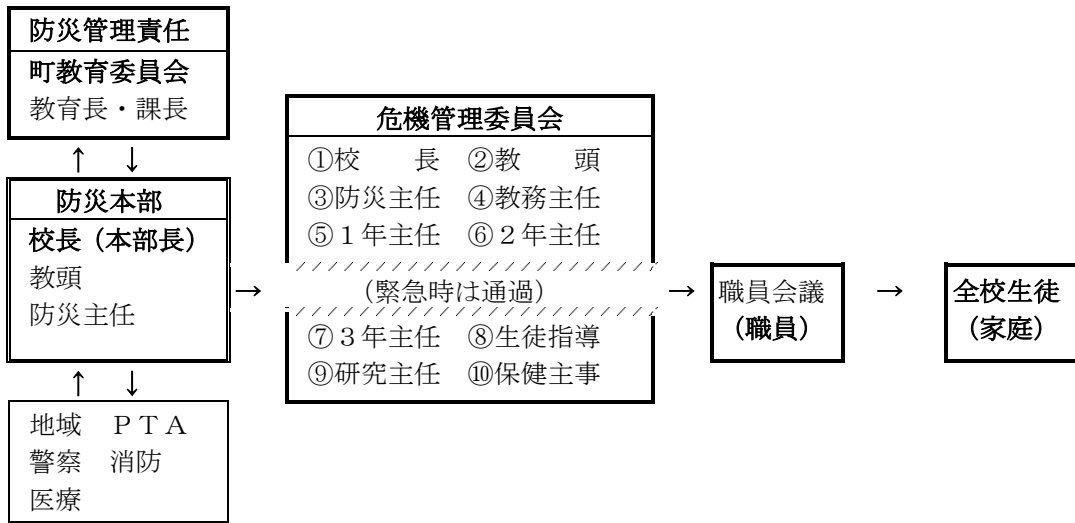 防災管理責任
町教育委員会
教育長・課長
↑ ↓
防災本部
校長(本部長)
教頭
防災主任
↑ ↓
地域 PTA
警察 消防
医療
→
危機管理委員会
①校 長 ②教 頭
③防災主任 ④教務主任
⑤1年主任 ⑥2年主任
(緊急時は通過)
⑦3年主任 ⑧生徒指導
⑨研究主任 ⑩保健主事
→
職員会議
(職員)
→
全校生徒
(家庭)